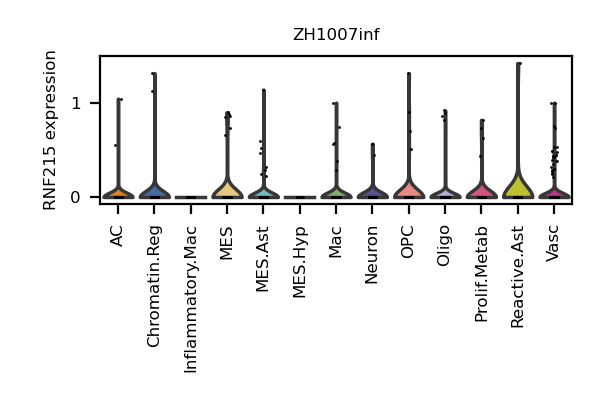 ZH1007inf
RNF215 expression
1
0
AC
Chromatin.Reg
Inflammatory.Mac
MES
MES.Ast
MES.Hyp
Mac
Neuron
OPC
Oligo
Prolif.Metab
Reactive.Ast
Vasc